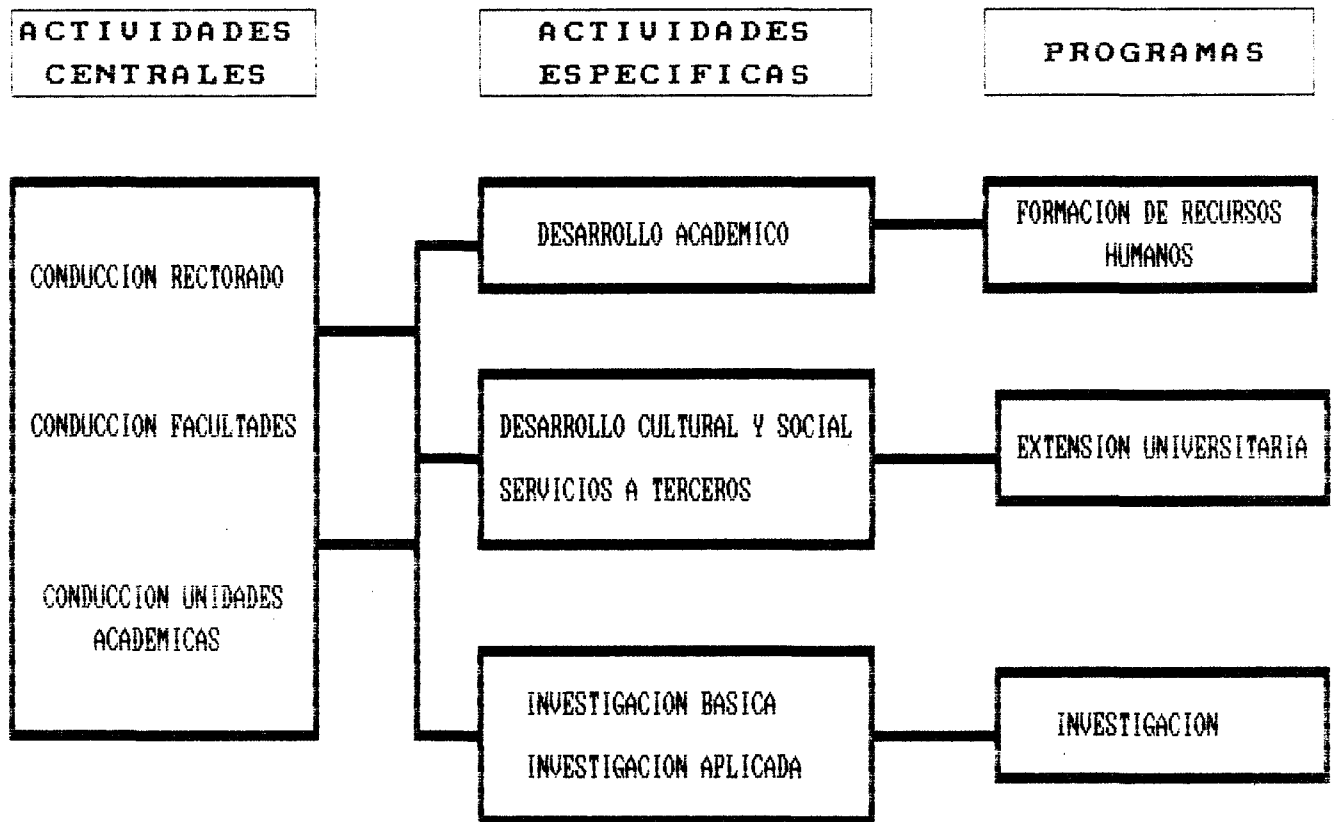 ACTIVIDADES
CENTRALES
ACTIVIDADES
ESPECIFICAS
PROGRAMAS
CONDUCCION RECTORADO
CONDUCCION FACULTADES
CONDUCCION UNIDADES
ACADEMICAS
DESARROLLO ACADEMICO
DESARROLLO CULTURAL Y SOCIAL
SERVICIOS A TERCEROS
INVESTIGACION BASICA
INVESTIGACION APLICADA
FORMACION DE RECURSOS
HUMANOS
EXTENSION UNIVERSITARIA
INVESTIGACION